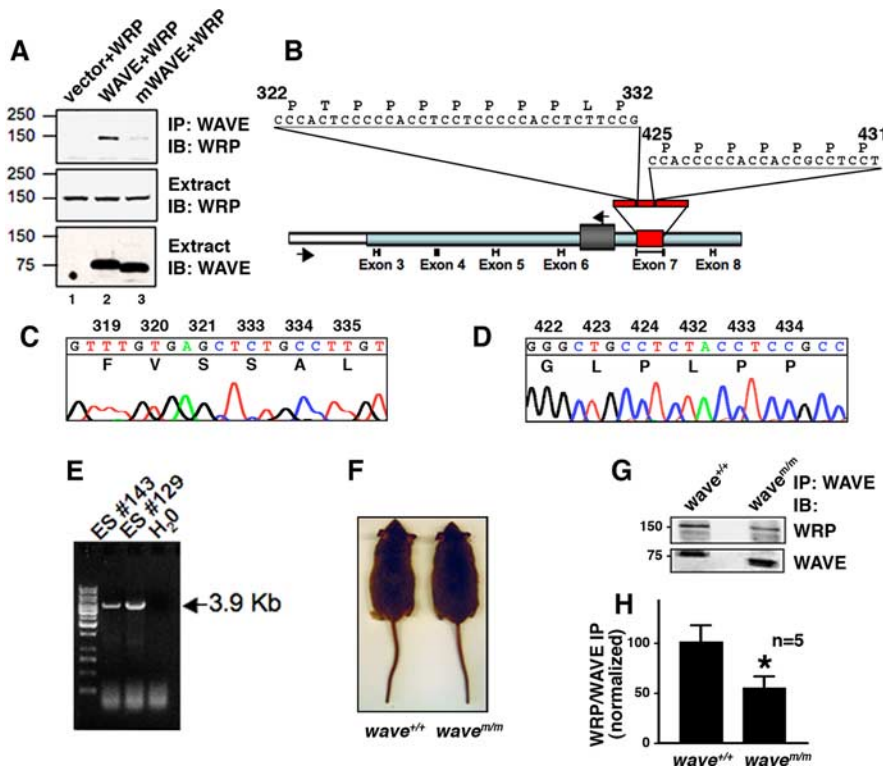 A
vector+WRP
WAVE+WRP
mWAVE+WRP
250
150
IP: WAVE
IB: WRP
250
150
Extract
IB: WRP
150
75
Extract
IB: WAVE
1 2 3
B
322 332
P T P P P P T P P P P L P
CCCACTCCCCCACCTCCTCCCCCACCTCTTCCG
425 431
P P P P P P P
CCACCCCCACCACCGCCTCCT
Exon 3 Exon 4 Exon 5 Exon 6 Exon 7 Exon 8
C
319 320 321 333 334 335
GTTTGTGAGCTCTGCCTTGT
F V S S A L
D
422 423 424 432 433 434
GGGCTGCCTCTACCTCCGCC
G L P L P P
E
ES #143
ES #129
H20
3.9 Kb
F
wave+/+ wavem/m
G
wave+/+
wavem/m
IP: WAVE
IB:
150
WRP
75
WAVE
H
WRP/WAVE IP
(normalized)
100
50
0
* n=5
wave+/+ wavem/m